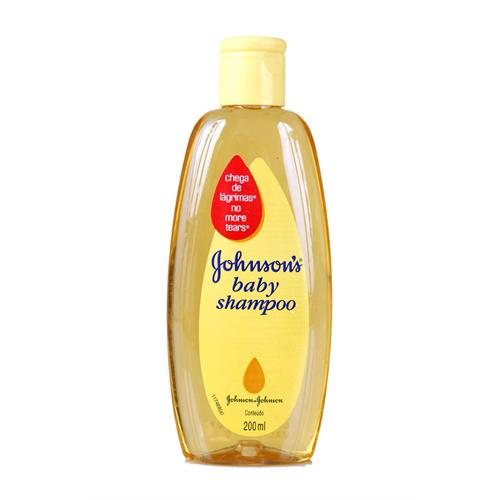 chega
de
lágrimas®
no
more
tears®
Johnson's®
baby
shampoo
Johnson & Johnson
Conteúdo
200 ml